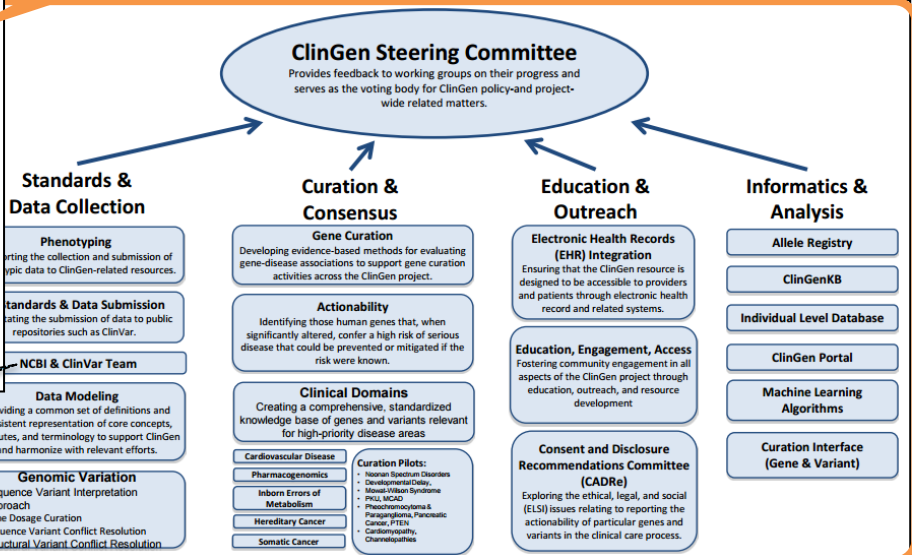 ClinGen Steering Committee
Provides feedback to working groups on their progress and
serves as the voting body for ClinGen policy-and project-
wide related matters.
Standards &
Data Collection
Phenotyping
orting the collection and submission of
ypic data to ClinGen-related resources.
Standards & Data Submission
tating the submission of data to public
repositories such as ClinVar.
NCBI & ClinVar Team
Data Modeling
viding a common set of definitions and
sistent representation of core concepts,
utes, and terminology to support ClinGen
and harmonize with relevant efforts.
Genomic Variation
quence Variant Interpretation
proach
ne Dosage Curation
uence Variant Conflict Resolution
uctural Variant Conflict Resolution
Curation &
Consensus
Gene Curation
Developing evidence-based methods for evaluating
gene-disease associations to support gene curation
activities across the ClinGen project.
Actionability
Identifying those human genes that, when
significantly altered, confer a high risk of serious
disease that could be prevented or mitigated if the
risk were known.
Clinical Domains
Creating a comprehensive, standardized
knowledge base of genes and variants relevant
for high-priority disease areas
Cardiovascular Disease
Pharmacogenomics
Inborn Errors of
Metabolism
Hereditary Cancer
Somatic Cancer
Curation Pilots:
• Noonan Spectrum Disorders
• Developmental Delay,
• Mowat-Wilson Syndrome
• PKU, MCAD
• Pheochromocytoma &
Paraganglioma, Pancreatic
Cancer, PTEN
• Cardiomyopathy,
Channelopathies
Education &
Outreach
Electronic Health Records
(EHR) Integration
Ensuring that the ClinGen resource is
designed to be accessible to providers
and patients through electronic health
record and related systems.
Education, Engagement, Access
Fostering community engagement in all
aspects of the ClinGen project through
education, outreach, and resource
development
Consent and Disclosure
Recommendations Committee
(CADRe)
Exploring the ethical, legal, and social
(ELSI) issues relating to reporting the
actionability of particular genes and
variants in the clinical care process.
Informatics &
Analysis
Allele Registry
ClinGenKB
Individual Level Database
ClinGen Portal
Machine Learning
Algorithms
Curation Interface
(Gene & Variant)